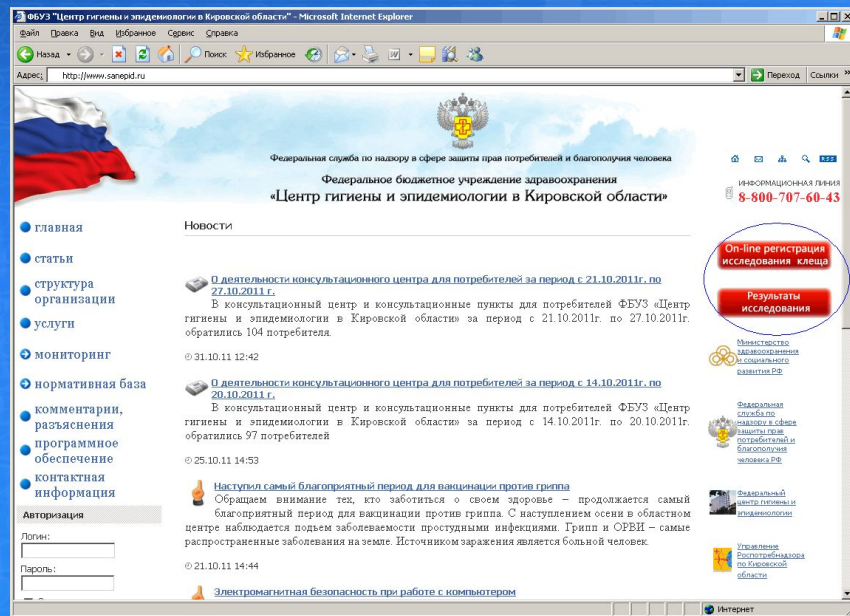 ФБУЗ "Центр гигиены и эпидемиологии в Кировской области" - Microsoft Internet Explorer
Файл Правка Вид Избранное Сервис Справка
Назад Поиск Избранное
Адрес: http://www.sanepid.ru Переход Ссылки
Федеральная служба по надзору в сфере защиты прав потребителей и благополучия человека
Федеральное бюджетное учреждение здравоохранения
«Центр гигиены и эпидемиологии в Кировской области»
RSS
ИНФОРМАЦИОННАЯ ЛИНИЯ
8-800-707-60-43
главная
статьи
структура
организации
услуги
мониторинг
нормативная база
комментарии,
разъяснения
программное
обеспечение
контактная
информация
Авторизация
Логин:
Пароль:
Новости
О деятельности консультационного центра для потребителей за период с 21.10.2011г. по
27.10.2011 г.
В консультационный центр и консультационные пункты для потребителей ФБУЗ «Центр
гигиены и эпидемиологии в Кировской области» за период с 21.10.2011г. по 27.10.2011г.
обратились 104 потребителя.
31.10.11 12:42
О деятельности консультационного центра для потребителей за период с 14.10.2011г. по
20.10.2011 г.
В консультационный центр и консультационные пункты для потребителей ФБУЗ «Центр
гигиены и эпидемиологии в Кировской области» за период с 14.10.2011г. по 20.10.2011г.
обратились 97 потребителей
25.10.11 14:53
Наступил самый благоприятный период для вакцинации против гриппа
Обращаем внимание тех, кто заботиться о своем здоровье – продолжается самый
благоприятный период для вакцинации против гриппа. С наступлением осени в областном
центре наблюдается подъем заболеваемости простудными инфекциями. Грипп и ОРВИ – самые
распространенные заболевания на земле. Источником заражения является больной человек.
21.10.11 14:44
Электромагнитная безопасность при работе с компьютером
On-line регистрация
исследования клеща
Результаты
исследования
Министерство
здравоохранения
и социального
развития РФ
Федеральная
служба по
надзору в сфере
защиты прав
потребителей и
благополучия
человека РФ
Федеральный
центр гигиены и
эпидемиологии
Управление
Роспотребнадзора
по Кировской
области
Интернет